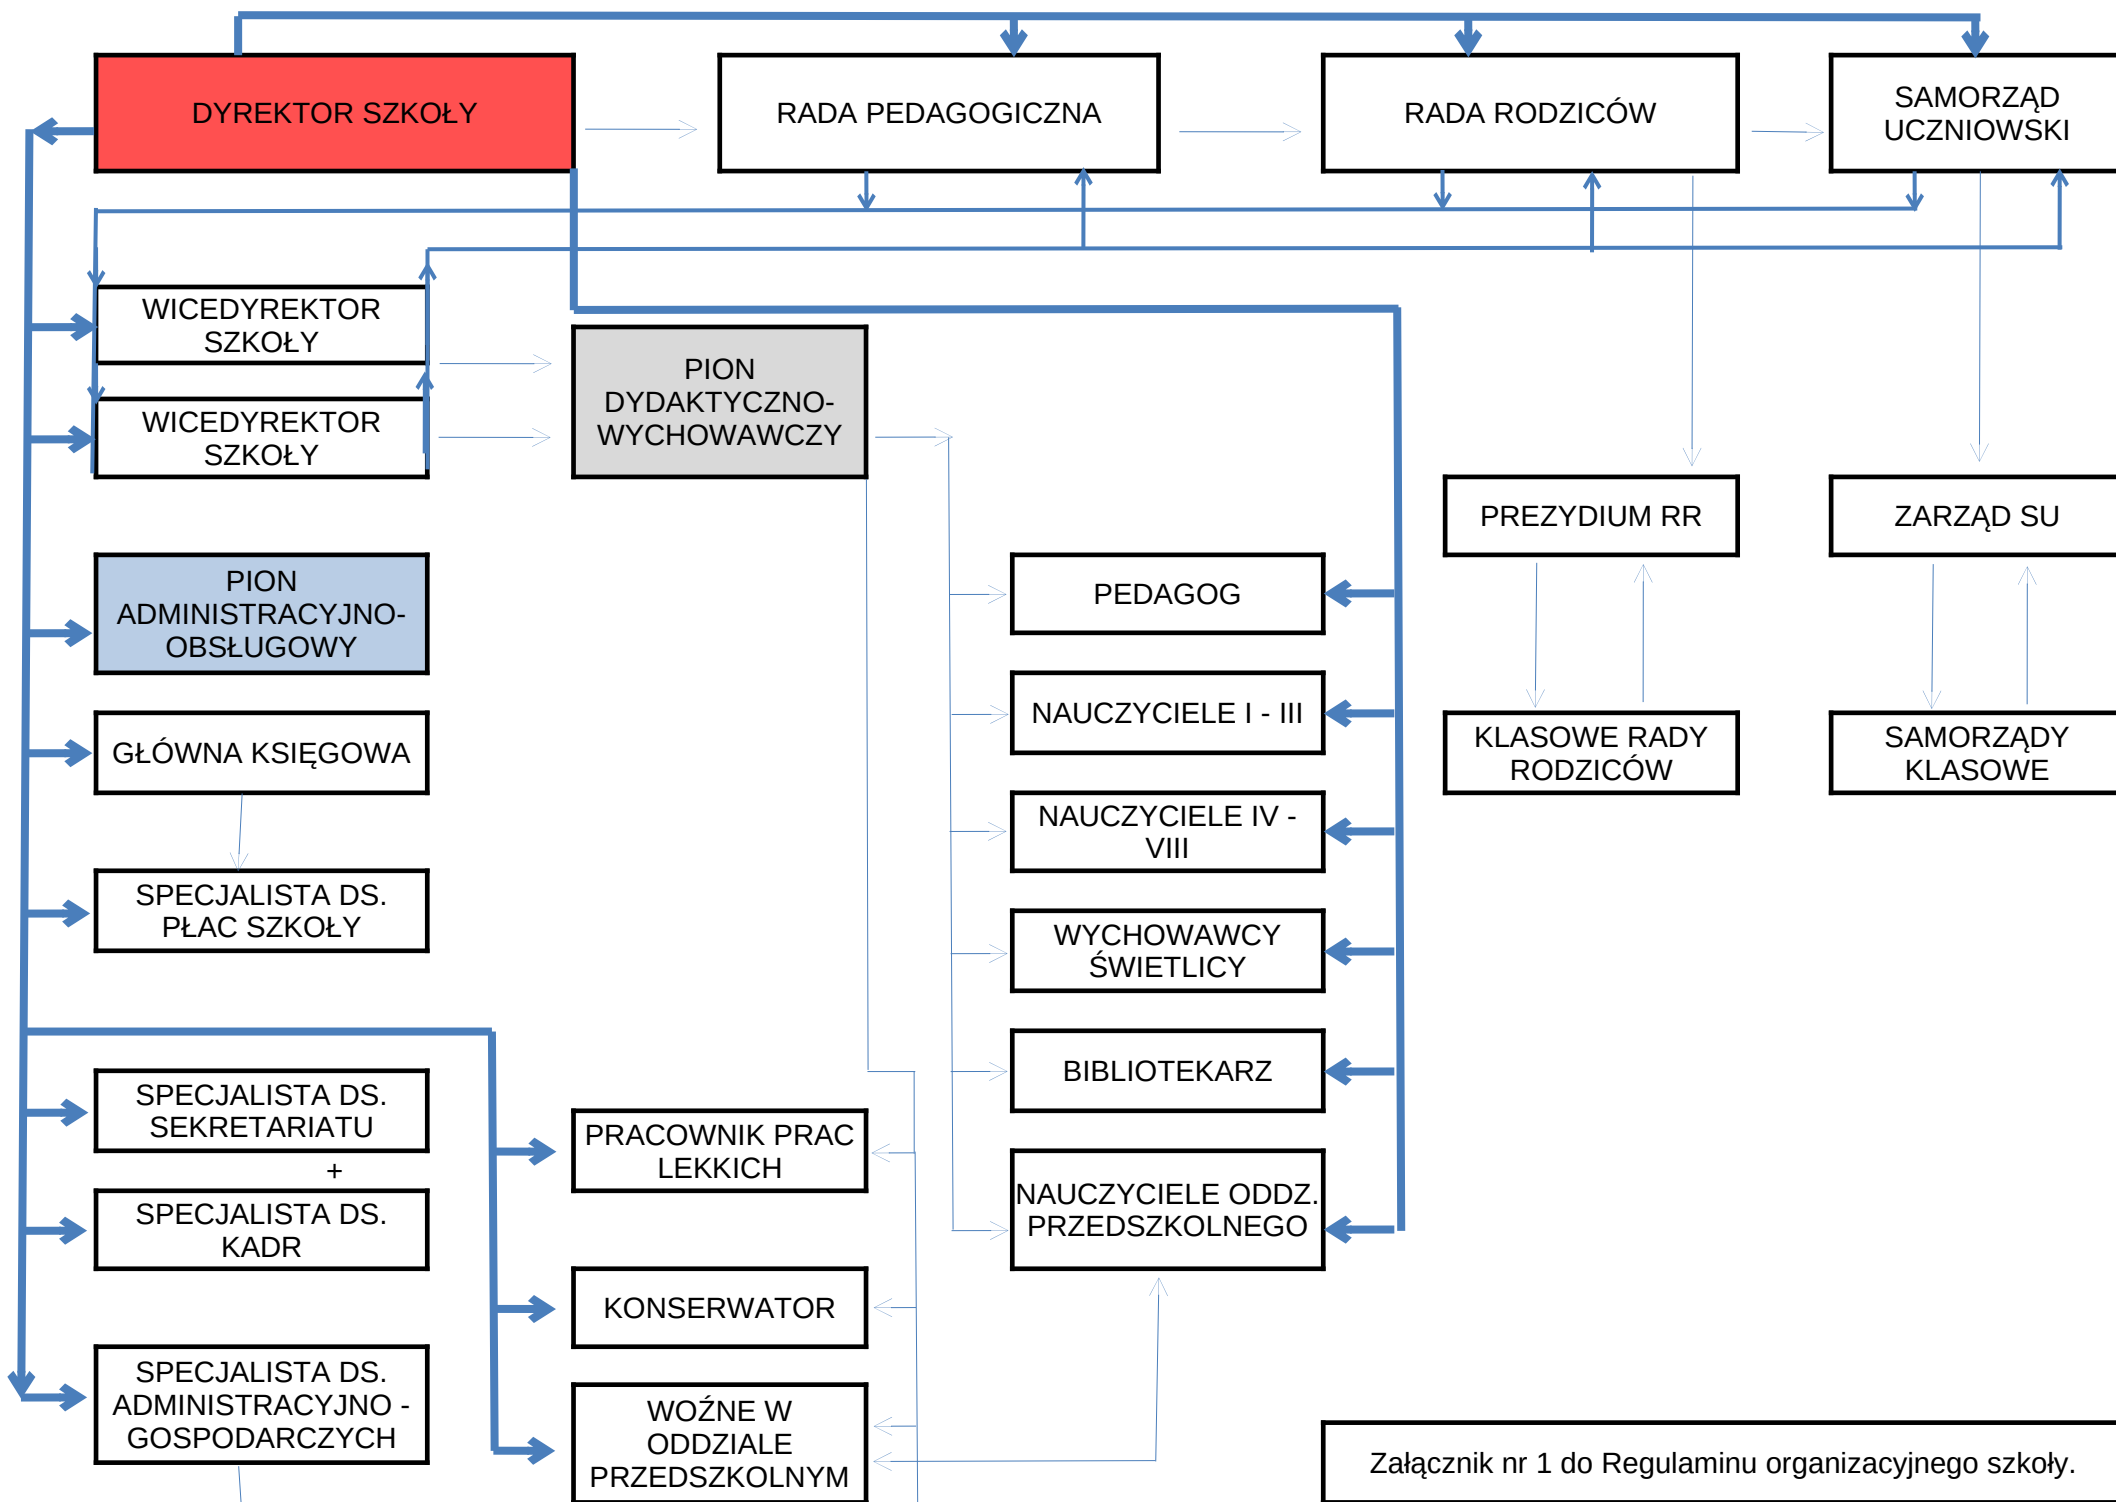 DYREKTOR SZKOŁY
RADA PEDAGOGICZNA
RADA RODZICÓW
SAMORZĄD
UCZNIOWSKI
WICEDYREKTOR
SZKOŁY
WICEDYREKTOR
SZKOŁY
PION
DYDAKTYCZNO-
WYCHOWAWCZY
PREZYDIUM RR
ZARZĄD SU
PION
ADMINISTRACYJNO-
OBSŁUGOWY
PEDAGOG
GŁÓWNA KSIĘGOWA
NAUCZYCIELE I - III
KLASOWE RADY
RODZICÓW
SAMORZĄDY
KLASOWE
NAUCZYCIELE IV -
VIII
SPECJALISTA DS.
PŁAC SZKOŁY
WYCHOWAWCY
ŚWIETLICY
BIBLIOTEKARZ
SPECJALISTA DS.
SEKRETARIATU
+
SPECJALISTA DS.
KADR
PRACOWNIK PRAC
LEKKICH
NAUCZYCIELE ODDZ.
PRZEDSZKOLNEGO
KONSERWATOR
SPECJALISTA DS.
ADMINISTRACYJNO -
GOSPODARCZYCH
WOŹNE W
ODDZIALE
PRZEDSZKOLNYM
Załącznik nr 1 do Regulaminu organizacyjnego szkoły.